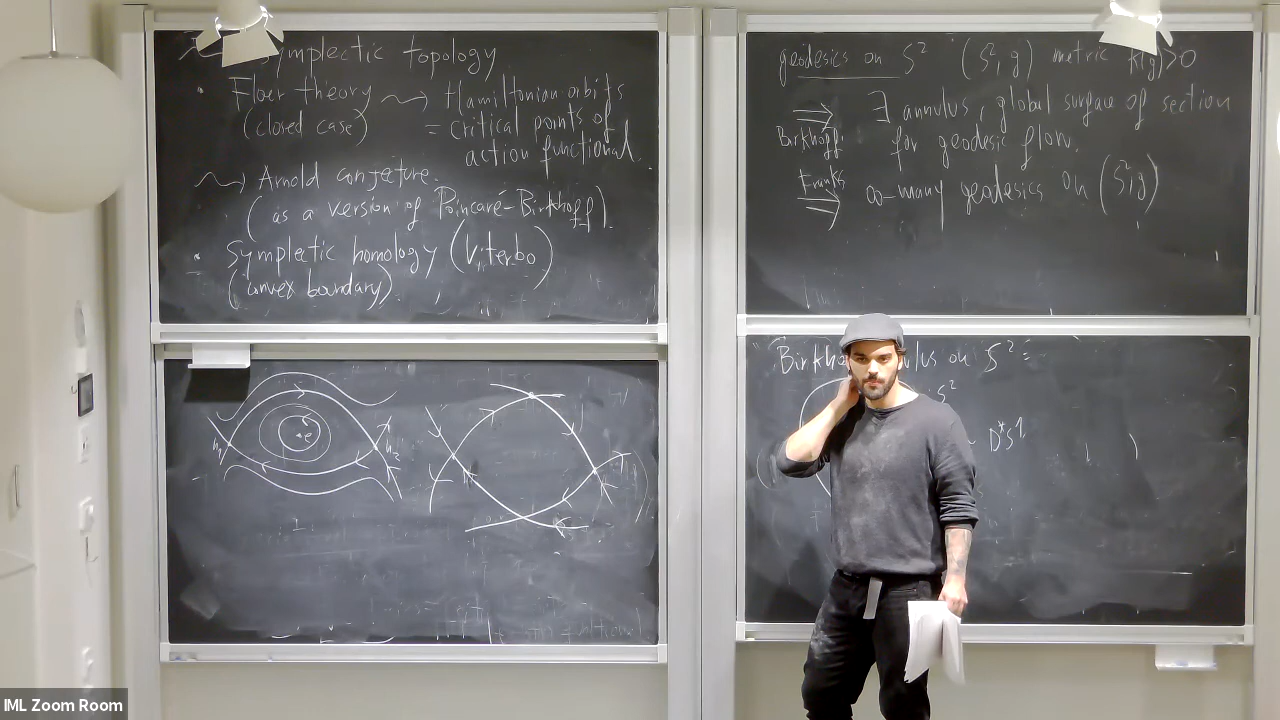 symplectic topology
• Floer theory ⇝ Hamiltonian orbits
(closed case) = critical points of
action functional.
⇝ Arnold conjecture.
(as a version of Poincaré-Birkhoff).
• Symplectic homology (Viterbo)
(convex boundary).
h1 e h2
geodesics on S² (S², g) metric K(g)>0
⇒ ∃ annulus, global surface of section
Birkhoff. for geodesic flow.
Franks ⇒ ∞-many geodesics on (S², g)
S²
D*S¹
IML Zoom Room